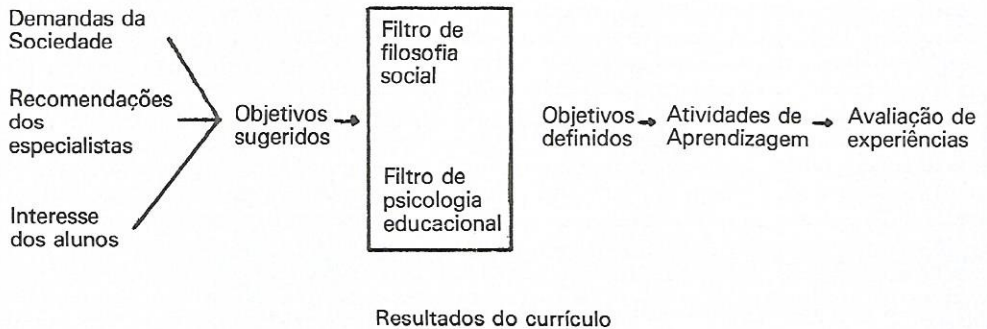 Demandas da
Sociedade
Recomendações
dos
especialistas
Interesse
dos alunos
Objetivos
sugeridos
Filtro de
filosofia
social
Filtro de
psicologia
educacional
Objetivos
definidos
Atividades de
Aprendizagem
Avaliação de
experiências
Resultados do currículo